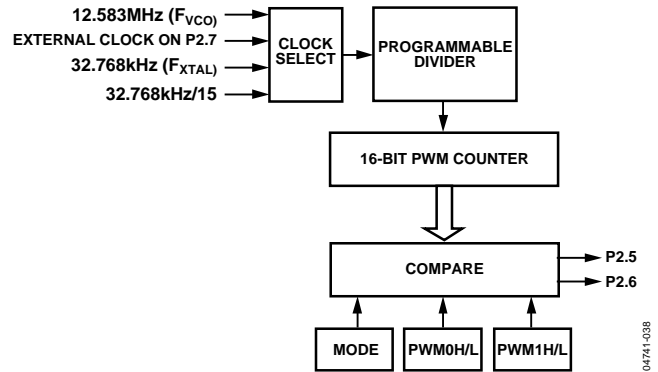 12.583MHz (FVCO)
EXTERNAL CLOCK ON P2.7
32.768kHz (FXTAL)
32.768kHz/15
CLOCK
SELECT
PROGRAMMABLE
DIVIDER
16-BIT PWM COUNTER
COMPARE
P2.5
P2.6
MODE
PWM0H/L
PWM1H/L
04741-038